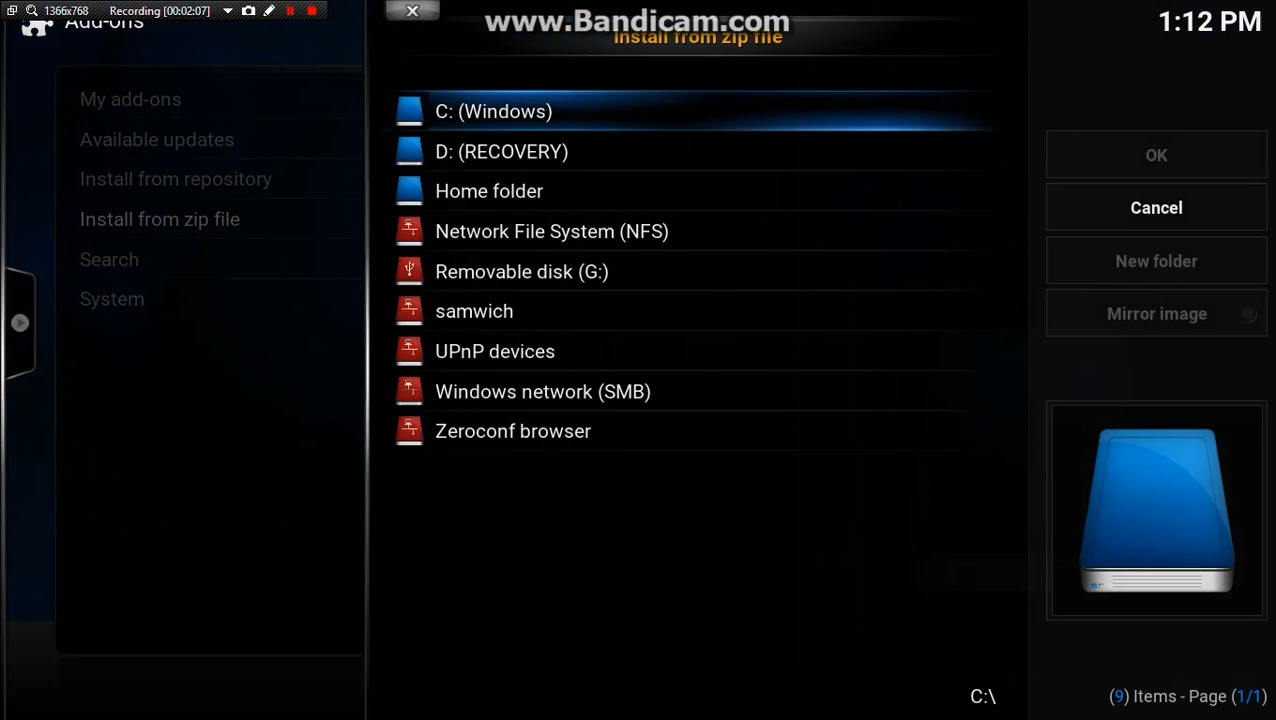 1366x768 Recording [00:02:07]
www.Bandicam.com
1:12 PM
Add-ons
Install from zip file
My add-ons
Available updates
Install from repository
Install from zip file
Search
System
C: (Windows)
D: (RECOVERY)
Home folder
Network File System (NFS)
Removable disk (G:)
samwich
UPnP devices
Windows network (SMB)
Zeroconf browser
OK
Cancel
New folder
Mirror image
C:\
(9) Items - Page (1/1)